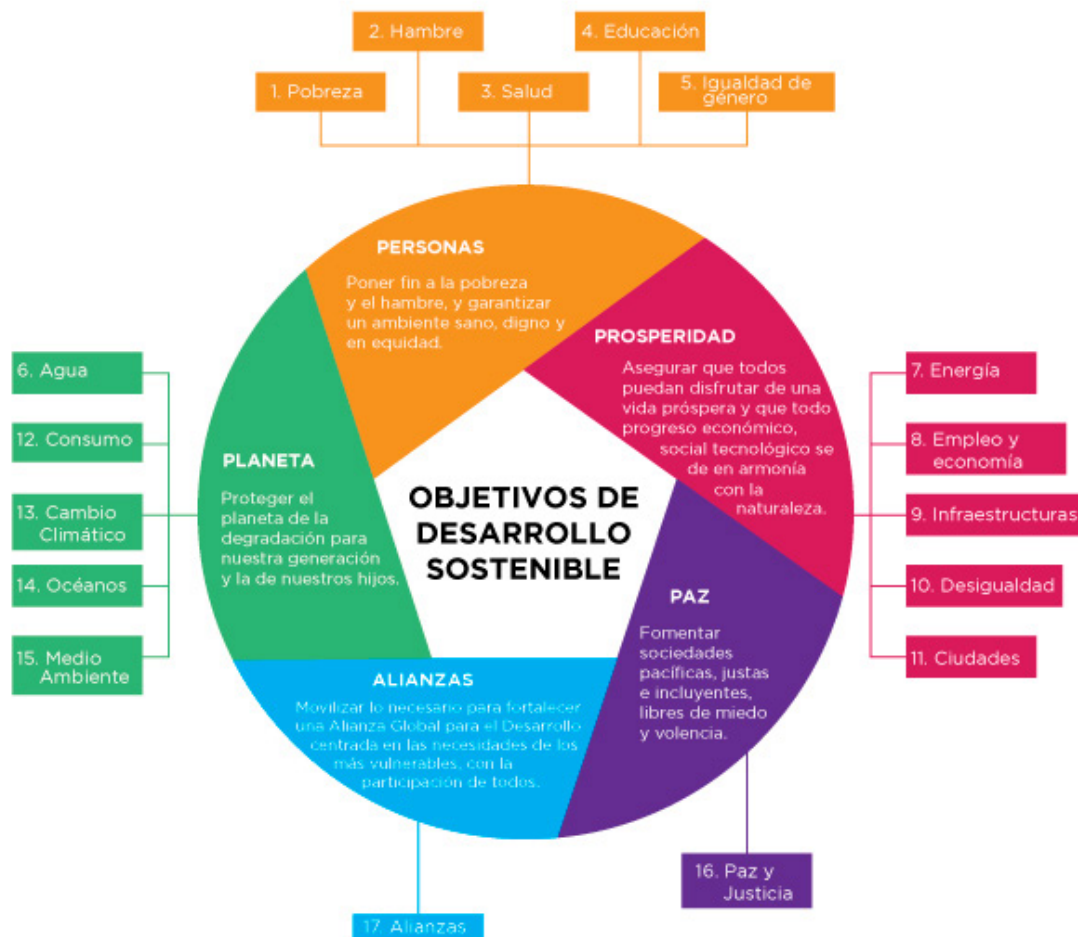 2. Hambre
4. Educación
1. Pobreza
3. Salud
5. Igualdad de
género
PERSONAS
Poner fin a la pobreza
y el hambre, y garantizar
un ambiente sano, digno y
en equidad.
PROSPERIDAD
Asegurar que todos
puedan disfrutar de una
vida próspera y que todo
progreso económico,
social tecnológico se
de en armonía
con la
naturaleza.
7. Energía
8. Empleo y
economía
9. Infraestructuras
10. Desigualdad
11. Ciudades
6. Agua
12. Consumo
13. Cambio
Climático
14. Océanos
15. Medio
Ambiente
PLANETA
Proteger el
planeta de la
degradación para
nuestra generación
y la de nuestros hijos.
OBJETIVOS DE
DESARROLLO
SOSTENIBLE
PAZ
Fomentar
sociedades
pacíficas, justas
e incluyentes,
libres de miedo
y volencia.
ALIANZAS
Movilizar lo necesario para fortalecer
una Alianza Global para el Desarrollo
centrada en las necesidades de los
más vulnerables, con la
participación de todos.
16. Paz y
Justicia
17. Alianzas